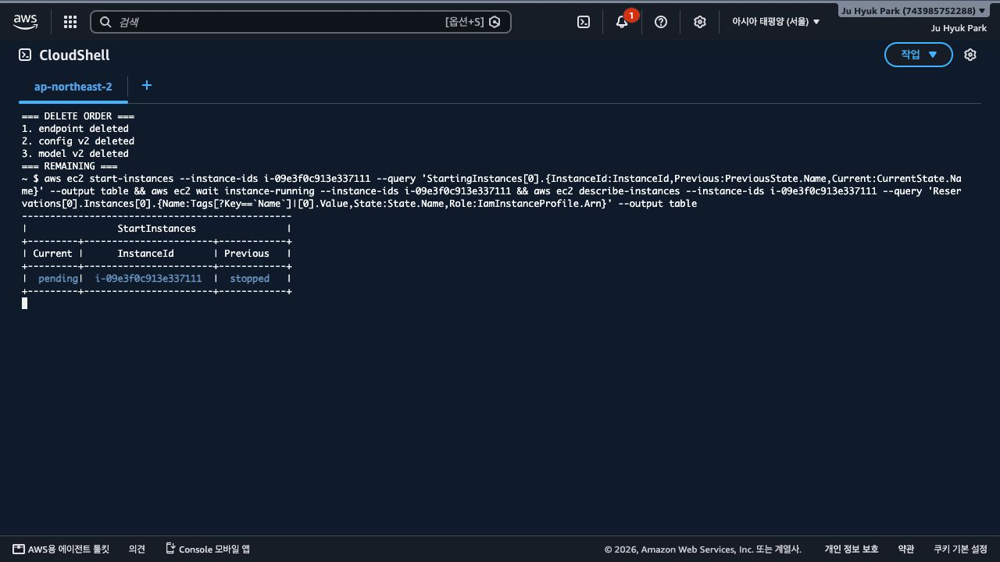 aws
검색
[옵션+S]
1
아시아 태평양 (서울) ▼
Ju Hyuk Park (743985752288) ▼
Ju Hyuk Park
CloudShell
작업 ▼
ap-northeast-2
+
=== DELETE ORDER ===
1. endpoint deleted
2. config v2 deleted
3. model v2 deleted
=== REMAINING ===
~ $ aws ec2 start-instances --instance-ids i-09e3f0c913e337111 --query 'StartingInstances[0].{InstanceId:InstanceId,Previous:PreviousState.Name,Current:CurrentState.Na
me}' --output table && aws ec2 wait instance-running --instance-ids i-09e3f0c913e337111 && aws ec2 describe-instances --instance-ids i-09e3f0c913e337111 --query 'Reser
vations[0].Instances[0].{Name:Tags[?Key==`Name`]|[0].Value,State:State.Name,Role:IamInstanceProfile.Arn}' --output table
------------------------------------------------
|                StartInstances                |
+---------+-----------------------+------------+
| Current |      InstanceId       | Previous   |
+---------+-----------------------+------------+
|  pending|  i-09e3f0c913e337111  |  stopped   |
+---------+-----------------------+------------+
AWS용 에이전트 툴킷
의견
Console 모바일 앱
© 2026, Amazon Web Services, Inc. 또는 계열사.
개인 정보 보호
약관
쿠키 기본 설정